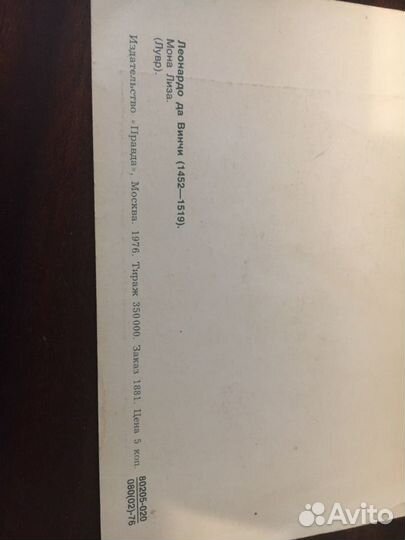 Леонардо да Винчи (1452—1519).
Мона Лиза.
(Лувр).
Издательство «Правда», Москва. 1976. Тираж 350 000. Заказ 1881. Цена 5 коп.
80205-020
080(02)-76
Avito